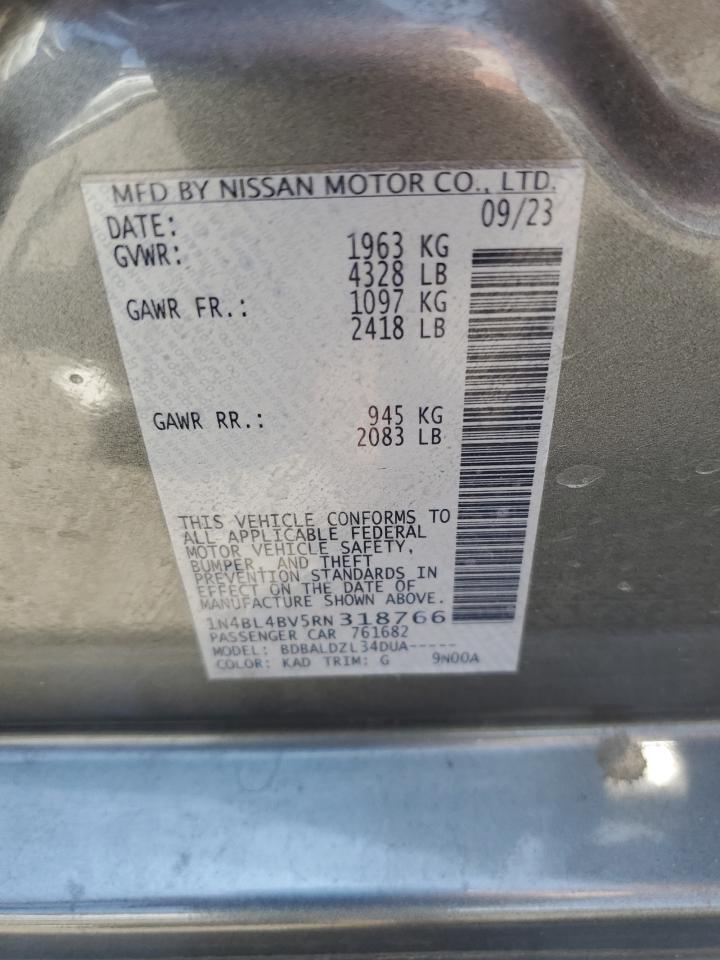 MFD BY NISSAN MOTOR CO., LTD.
DATE: 09/23
GVWR: 1963 KG
4328 LB
GAWR FR.: 1097 KG
2418 LB
GAWR RR.: 945 KG
2083 LB
THIS VEHICLE CONFORMS TO
ALL APPLICABLE FEDERAL
MOTOR VEHICLE SAFETY,
BUMPER, AND THEFT
PREVENTION STANDARDS IN
EFFECT ON THE DATE OF
MANUFACTURE SHOWN ABOVE.
1N4BL4BV5RN318766
PASSENGER CAR 761682
MODEL: BDBALDZL34DUA-----
COLOR: KAD TRIM: G 9N00A